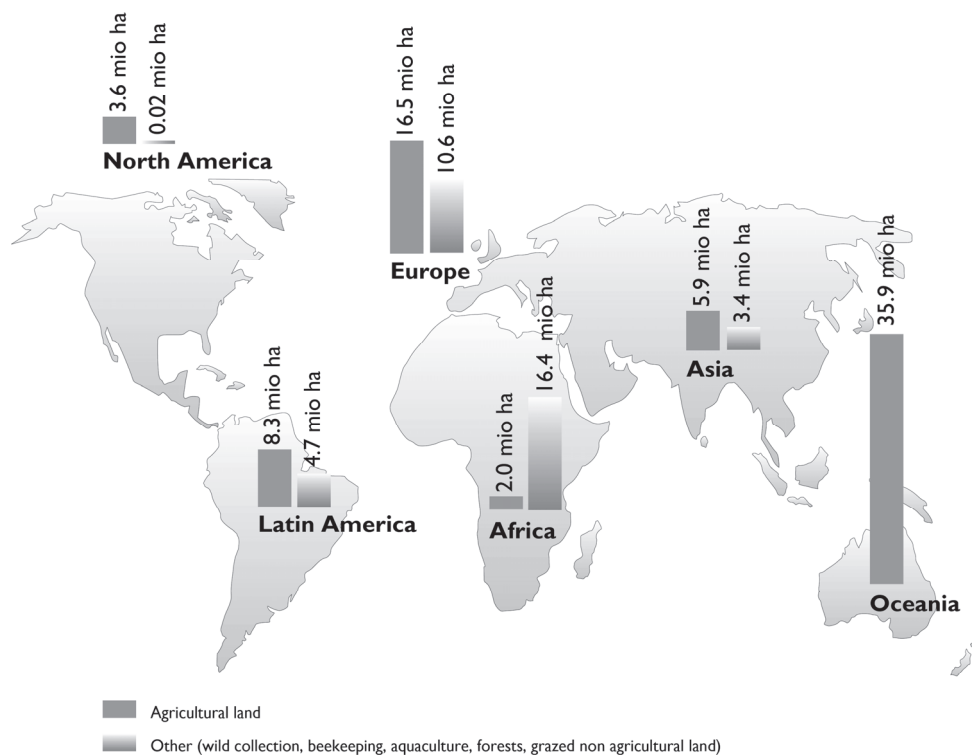 3.6 mio ha
0.02 mio ha
North America
16.5 mio ha
10.6 mio ha
Europe
5.9 mio ha
3.4 mio ha
Asia
35.9 mio ha
Oceania
8.3 mio ha
4.7 mio ha
Latin America
2.0 mio ha
16.4 mio ha
Africa
Agricultural land
Other (wild collection, beekeeping, aquaculture, forests, grazed non agricultural land)